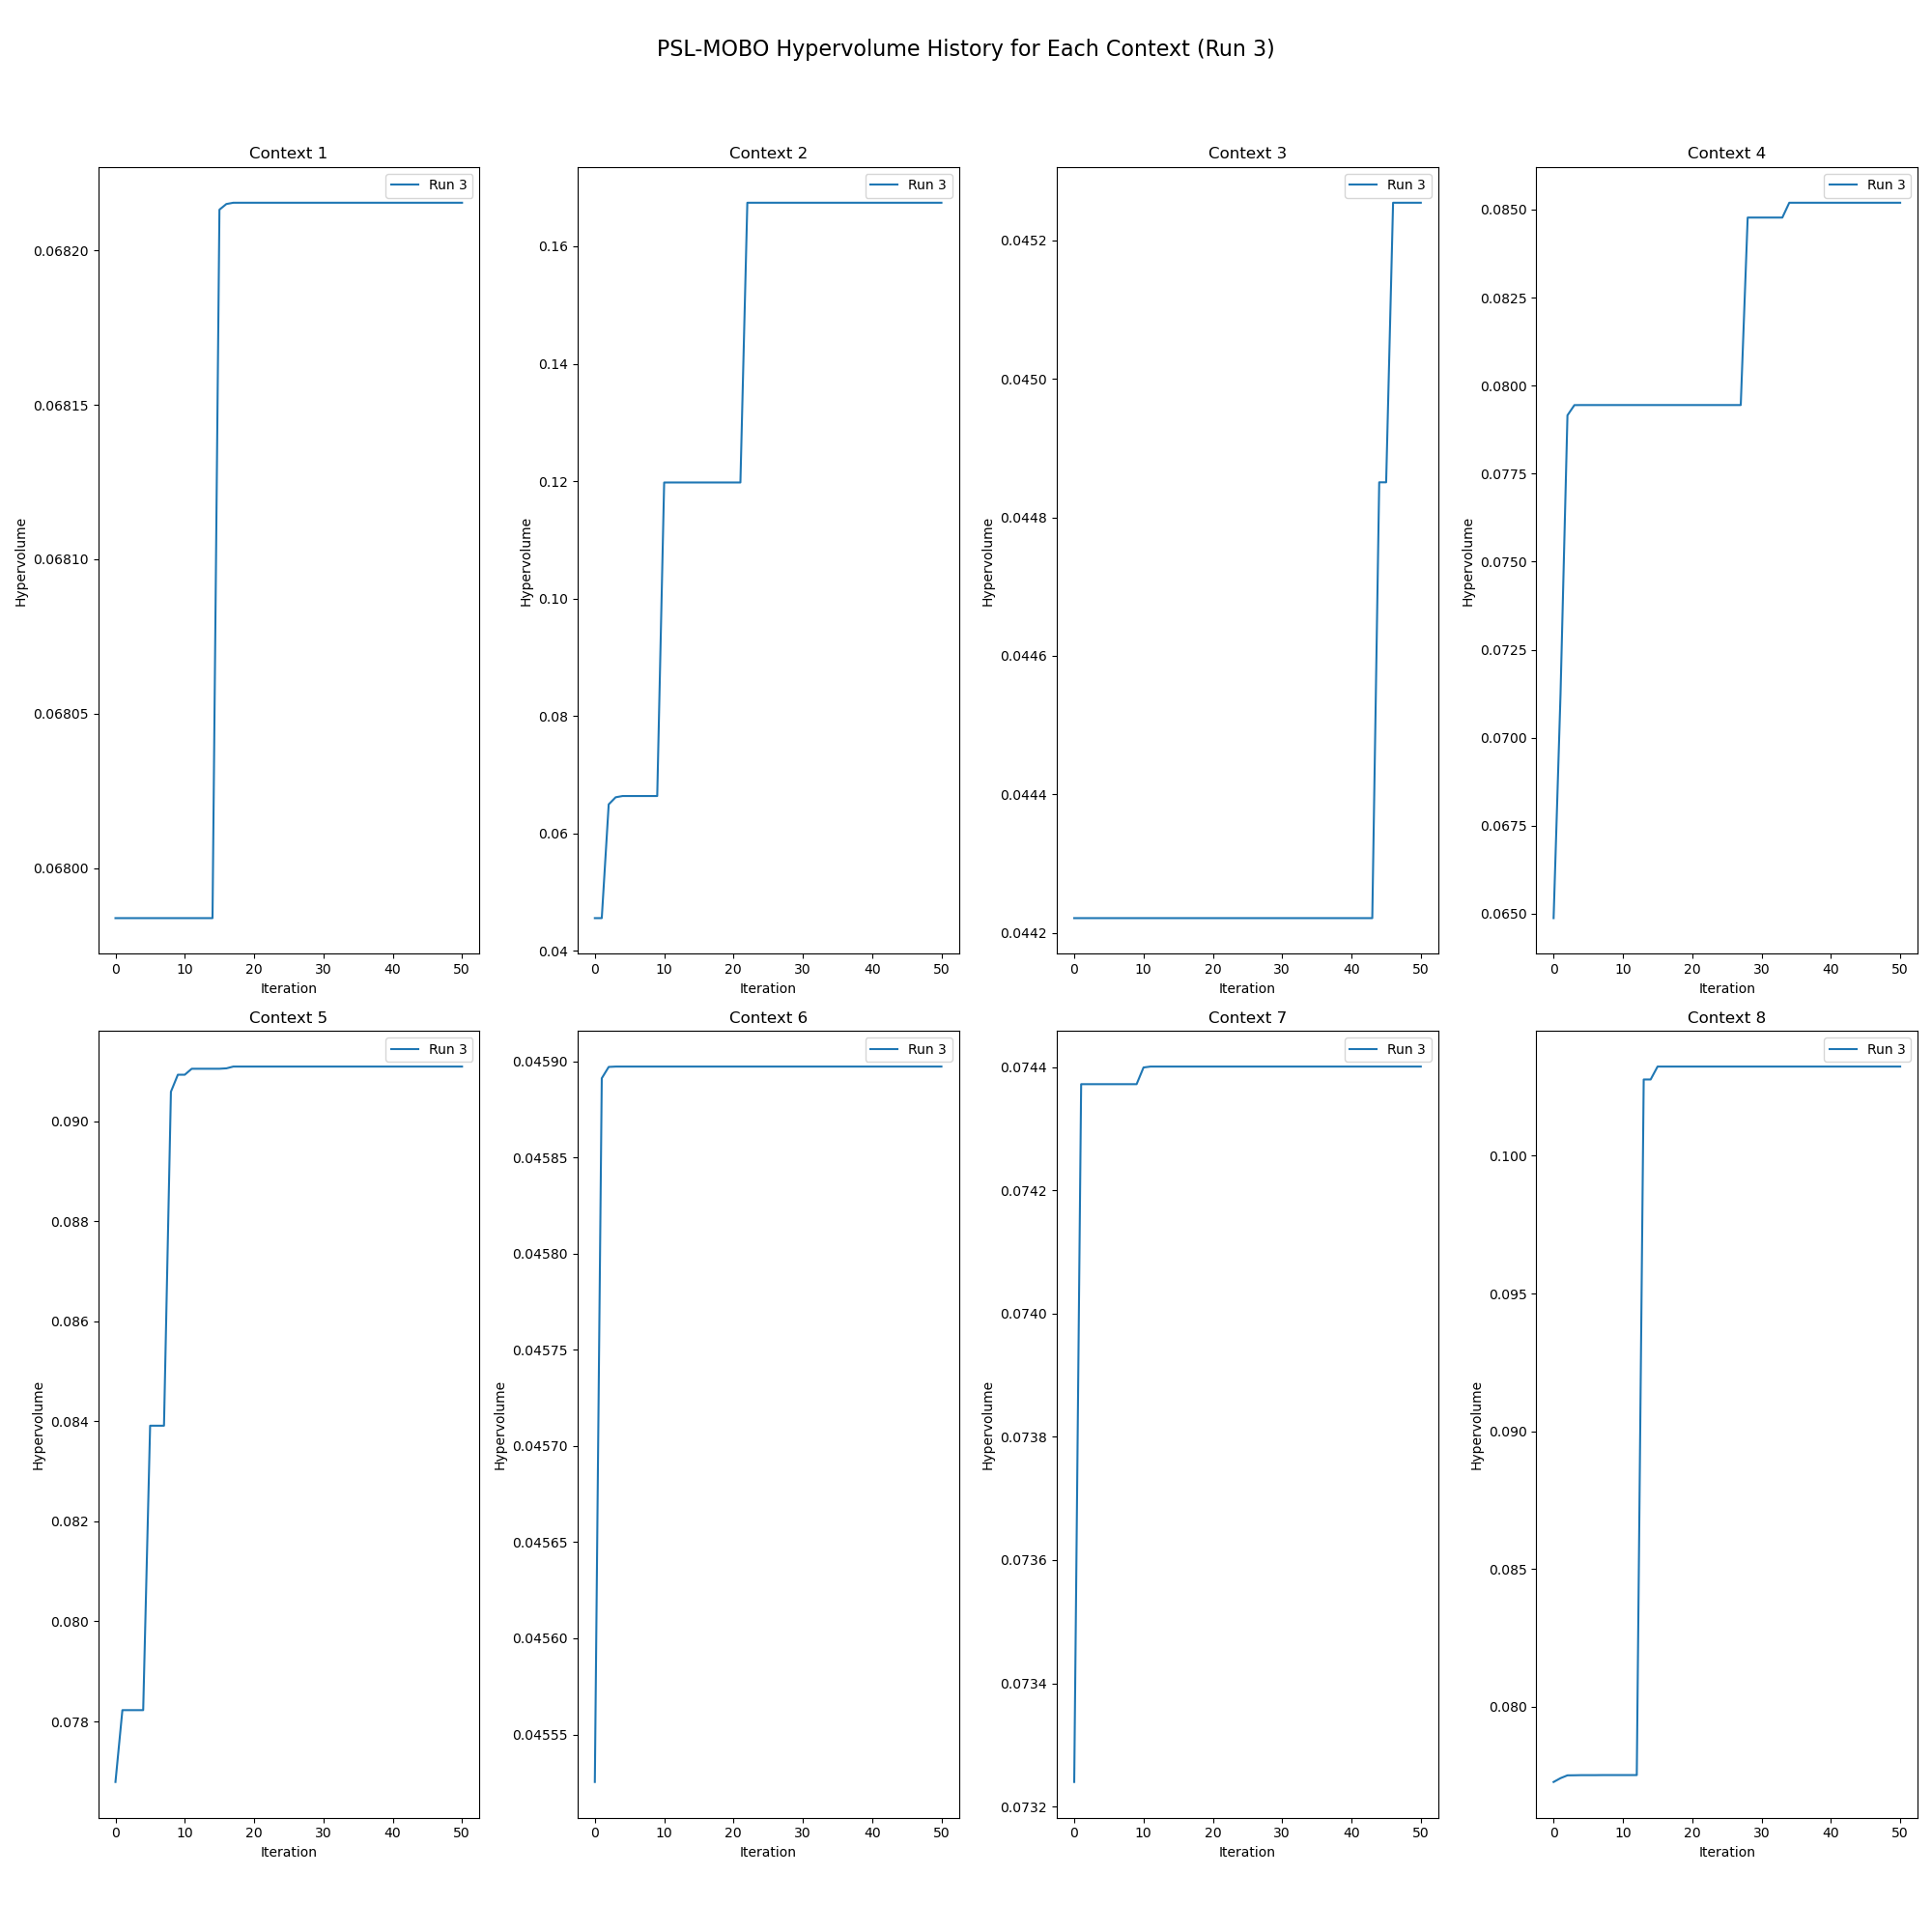 PSL-MOBO Hypervolume History for Each Context (Run 3)
Context 1
Run 3
Hypervolume
0.06820
0.06815
0.06810
0.06805
0.06800
0 10 20 30 40 50
Iteration
Context 2
Run 3
Hypervolume
0.16
0.14
0.12
0.10
0.08
0.06
0.04
0 10 20 30 40 50
Iteration
Context 3
Run 3
Hypervolume
0.0452
0.0450
0.0448
0.0446
0.0444
0.0442
0 10 20 30 40 50
Iteration
Context 4
Run 3
Hypervolume
0.0850
0.0825
0.0800
0.0775
0.0750
0.0725
0.0700
0.0675
0.0650
0 10 20 30 40 50
Iteration
Context 5
Run 3
Hypervolume
0.090
0.088
0.086
0.084
0.082
0.080
0.078
0 10 20 30 40 50
Iteration
Context 6
Run 3
Hypervolume
0.04590
0.04585
0.04580
0.04575
0.04570
0.04565
0.04560
0.04555
0 10 20 30 40 50
Iteration
Context 7
Run 3
Hypervolume
0.0744
0.0742
0.0740
0.0738
0.0736
0.0734
0.0732
0 10 20 30 40 50
Iteration
Context 8
Run 3
Hypervolume
0.100
0.095
0.090
0.085
0.080
0 10 20 30 40 50
Iteration